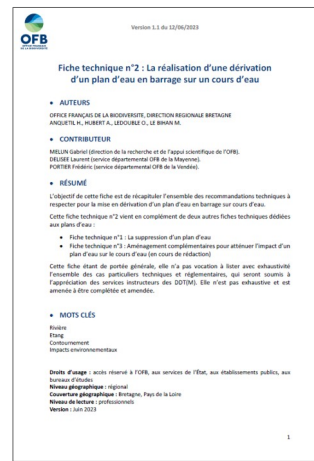 Version 1.1 du 12/06/2023
OFB
OFFICE FRANÇAIS
DE LA BIODIVERSITÉ
Fiche technique n°2 : La réalisation d'une dérivation
d'un plan d'eau en barrage sur un cours d'eau
• AUTEURS
OFFICE FRANÇAIS DE LA BIODIVERSITE, DIRECTION REGIONALE BRETAGNE
ANQUETIL H., HUBERT A., LEDOUBLE O., LE BIHAN M.
• CONTRIBUTEUR
MELUN Gabriel (direction de la recherche et de l'appui scientifique de l'OFB).
DELISEE Laurent (service départemental OFB de la Mayenne).
PORTIER Frédéric (service départemental OFB de la Vendée).
• RÉSUMÉ
L'objectif de cette fiche est de récapituler l'ensemble des recommandations techniques à
respecter pour la mise en dérivation d'un plan d'eau en barrage sur cours d'eau.
Cette fiche technique n°2 vient en complément de deux autres fiches techniques dédiées
aux plans d'eau :
• Fiche technique n°1 : La suppression d'un plan d'eau
• Fiche technique n°3 : Aménagement complémentaires pour atténuer l'impact d'un
plan d'eau sur le cours d'eau (en cours de rédaction)
Cette fiche étant de portée générale, elle n'a pas vocation à lister avec exhaustivité
l'ensemble des cas particuliers techniques et réglementaires, qui seront soumis à
l'appréciation des services instructeurs des DDT(M). Elle n'est pas exhaustive et est
amenée à être complétée et amendée.
• MOTS CLÉS
Rivière
Etang
Contournement
Impacts environnementaux
Droits d'usage : accès réservé à l'OFB, aux services de l'État, aux établissements publics, aux
bureaux d'études
Niveau géographique : régional
Couverture géographique : Bretagne, Pays de la Loire
Niveau de lecture : professionnels
Version : Juin 2023
1